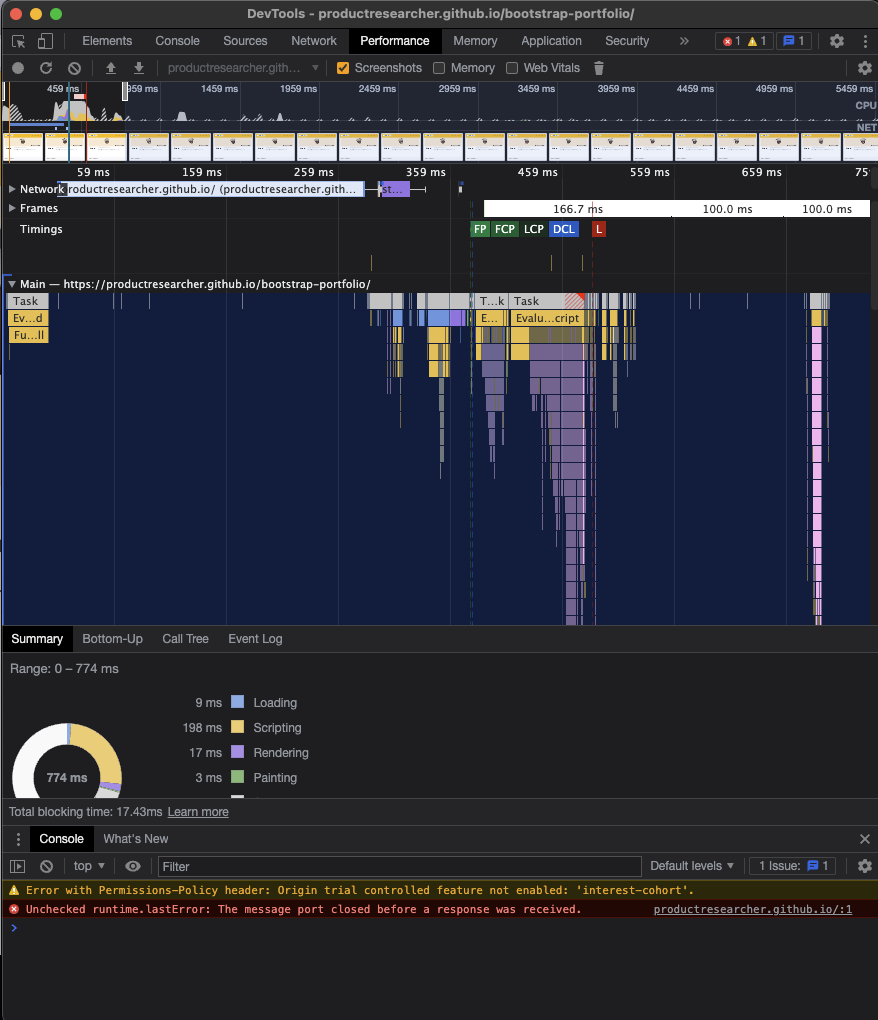 DevTools - productresearcher.github.io/bootstrap-portfolio/
Elements Console Sources Network Performance Memory Application Security » 1 1 1
productresearcher.gith… Screenshots Memory Web Vitals
459 ms 959 ms 1459 ms 1959 ms 2459 ms 2959 ms 3459 ms 3959 ms 4459 ms 4959 ms 5459 ms
CPU
NET
59 ms 159 ms 259 ms 359 ms 459 ms 559 ms 659 ms 75
Network roductresearcher.github.io/ (productresearcher.gith… st…
Frames 166.7 ms 100.0 ms 100.0 ms
Timings FP FCP LCP DCL L
Main — https://productresearcher.github.io/bootstrap-portfolio/
Task T…k Task
Ev…d E… Evalu…cript
Fu…ll
Summary Bottom-Up Call Tree Event Log
Range: 0 – 774 ms
9 ms Loading
198 ms Scripting
17 ms Rendering
774 ms 3 ms Painting
Total blocking time: 17.43ms Learn more
Console What's New
top Filter Default levels 1 Issue: 1
Error with Permissions-Policy header: Origin trial controlled feature not enabled: 'interest-cohort'.
Unchecked runtime.lastError: The message port closed before a response was received. productresearcher.github.io/:1